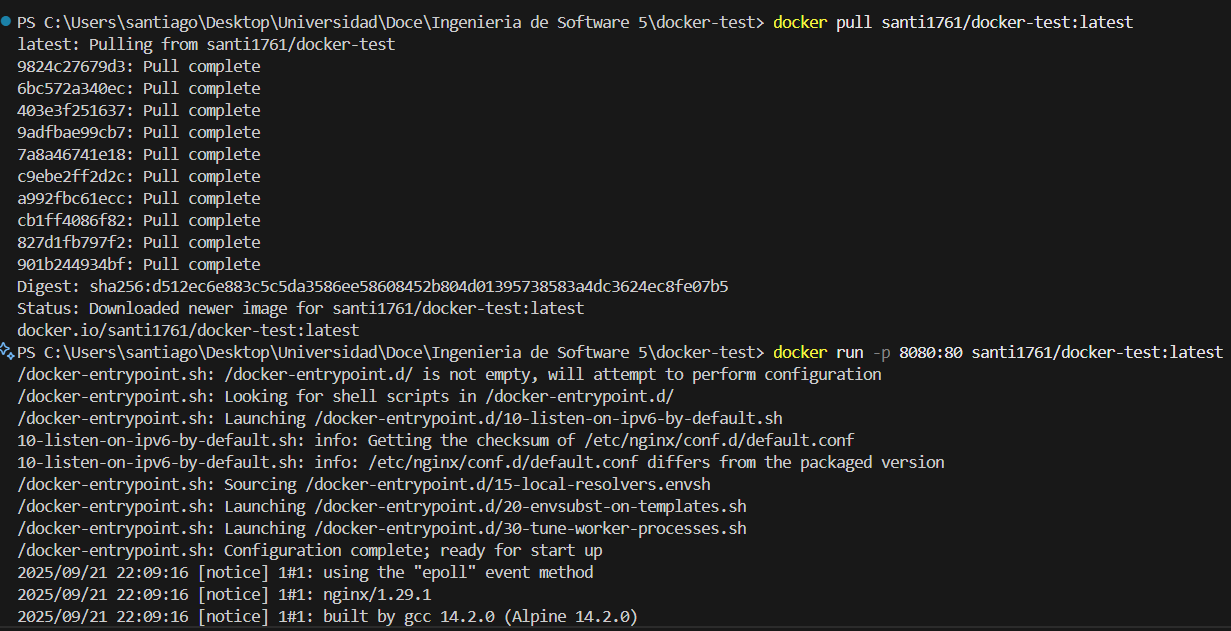 PS C:\Users\santiago\Desktop\Universidad\Doce\Ingenieria de Software 5\docker-test> docker pull santi1761/docker-test:latest
latest: Pulling from santi1761/docker-test
9824c27679d3: Pull complete
6bc572a340ec: Pull complete
403e3f251637: Pull complete
9adfbae99cb7: Pull complete
7a8a46741e18: Pull complete
c9ebe2ff2d2c: Pull complete
a992fbc61ecc: Pull complete
cb1ff4086f82: Pull complete
827d1fb797f2: Pull complete
901b244934bf: Pull complete
Digest: sha256:d512ec6e883c5c5da3586ee58608452b804d01395738583a4dc3624ec8fe07b5
Status: Downloaded newer image for santi1761/docker-test:latest
docker.io/santi1761/docker-test:latest
PS C:\Users\santiago\Desktop\Universidad\Doce\Ingenieria de Software 5\docker-test> docker run -p 8080:80 santi1761/docker-test:latest
/docker-entrypoint.sh: /docker-entrypoint.d/ is not empty, will attempt to perform configuration
/docker-entrypoint.sh: Looking for shell scripts in /docker-entrypoint.d/
/docker-entrypoint.sh: Launching /docker-entrypoint.d/10-listen-on-ipv6-by-default.sh
10-listen-on-ipv6-by-default.sh: info: Getting the checksum of /etc/nginx/conf.d/default.conf
10-listen-on-ipv6-by-default.sh: info: /etc/nginx/conf.d/default.conf differs from the packaged version
/docker-entrypoint.sh: Sourcing /docker-entrypoint.d/15-local-resolvers.envsh
/docker-entrypoint.sh: Launching /docker-entrypoint.d/20-envsubst-on-templates.sh
/docker-entrypoint.sh: Launching /docker-entrypoint.d/30-tune-worker-processes.sh
/docker-entrypoint.sh: Configuration complete; ready for start up
2025/09/21 22:09:16 [notice] 1#1: using the "epoll" event method
2025/09/21 22:09:16 [notice] 1#1: nginx/1.29.1
2025/09/21 22:09:16 [notice] 1#1: built by gcc 14.2.0 (Alpine 14.2.0)